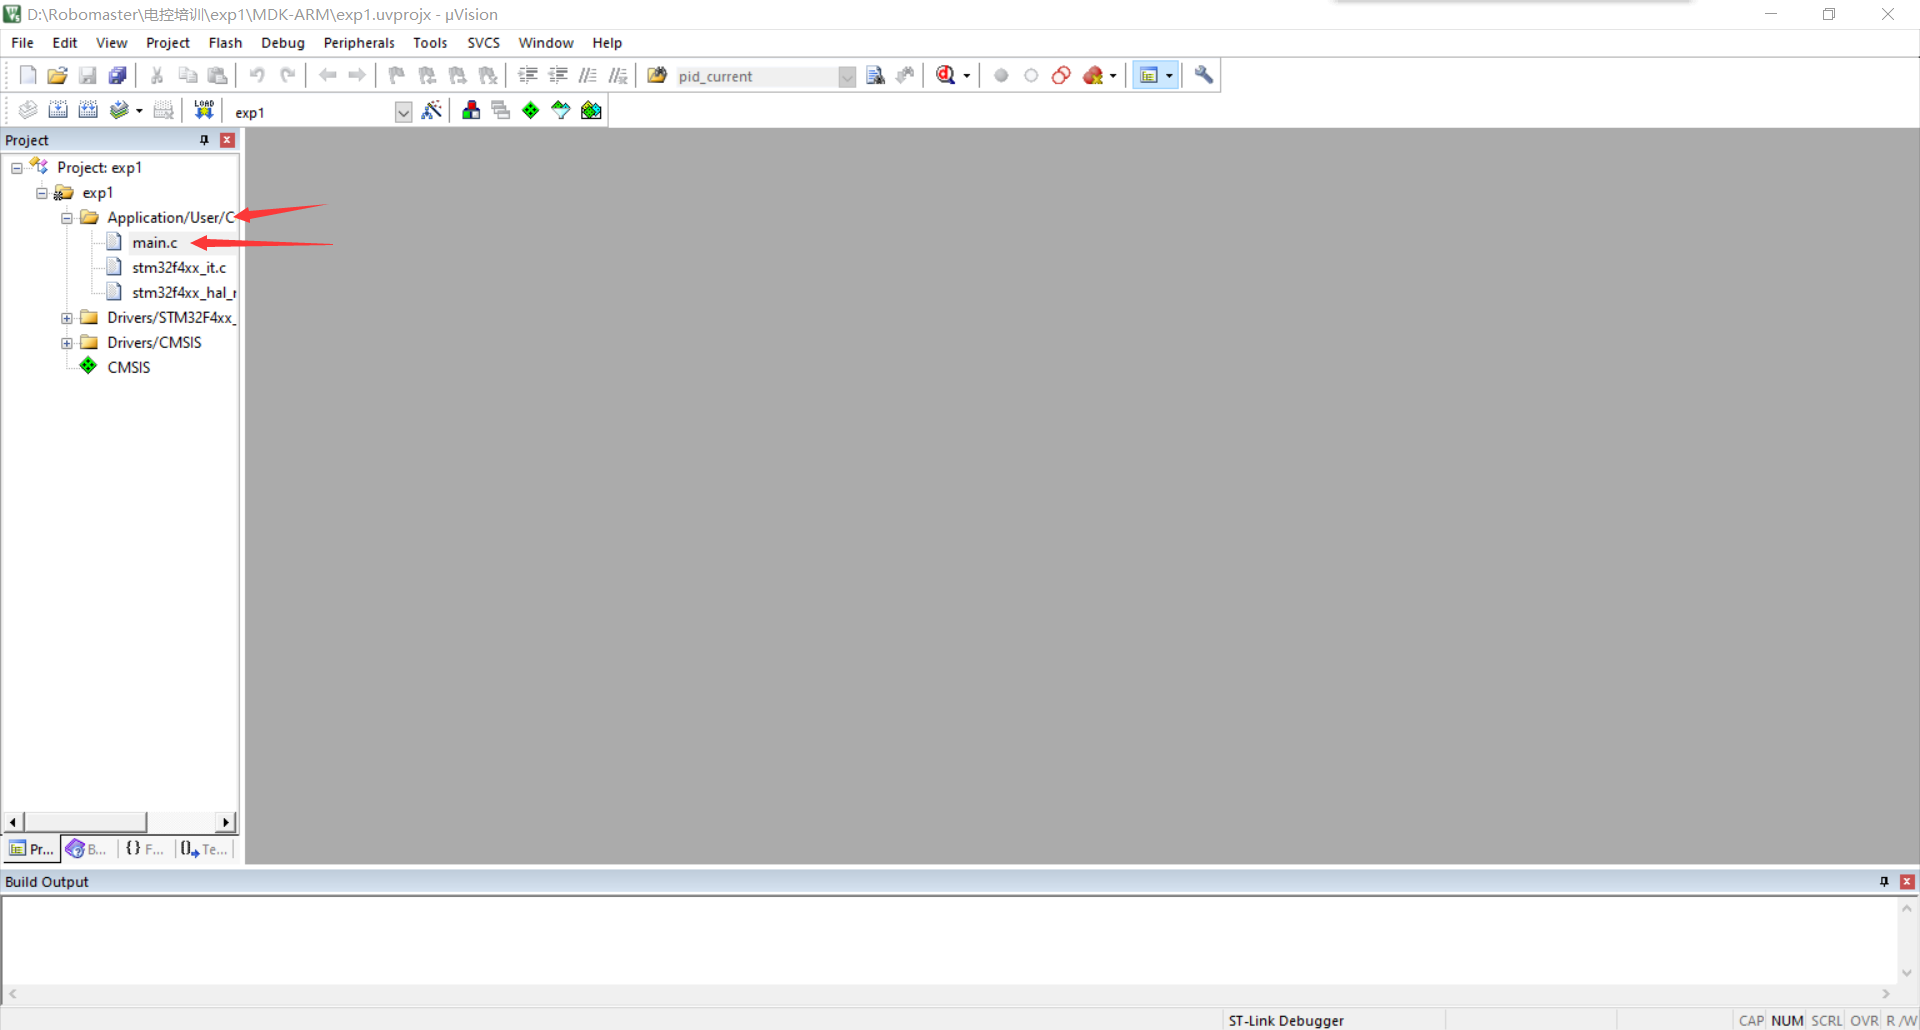 D:\Robomaster\电控培训\exp1\MDK-ARM\exp1.uvprojx - µVision
File Edit View Project Flash Debug Peripherals Tools SVCS Window Help
pid_current
LOAD exp1
Project
Project: exp1
exp1
Application/User/C
main.c
stm32f4xx_it.c
stm32f4xx_hal_
Drivers/STM32F4xx_
Drivers/CMSIS
CMSIS
Pr... B... {} F... Te...
Build Output
ST-Link Debugger CAP NUM SCRL OVR R/W